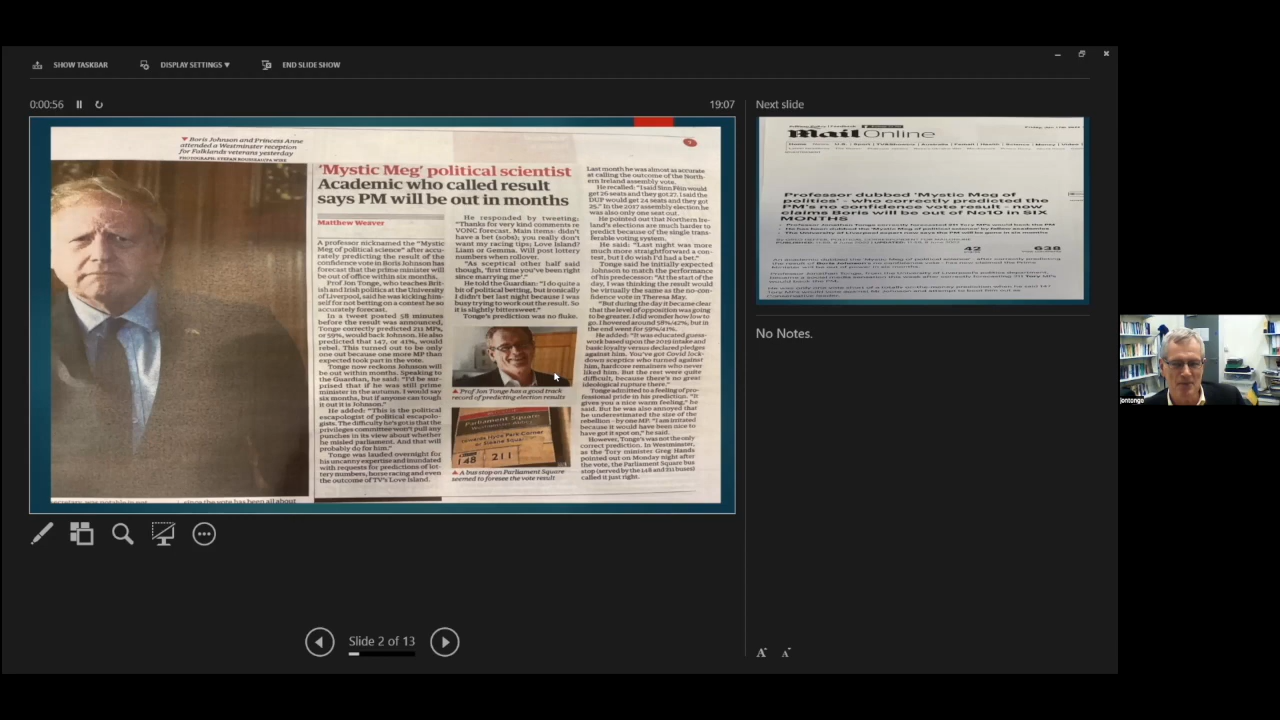 SHOW TASKBAR
DISPLAY SETTINGS ▼
END SLIDE SHOW
0:00:56
19:07
Next slide
▼ Boris Johnson and Princess Anne
attended a Westminster reception
for Falklands veterans yesterday
'Mystic Meg' political scientist
Academic who called result
says PM will be out in months
Matthew Weaver
A professor nicknamed the "Mystic
Meg of politics" after accu-
rately predicting the result of the
confidence vote in Boris Johnson has
forecast that the prime minister will
be out of office within six months.
Prof Jon Tonge, who teaches Brit-
ish and Irish politics at the University
of Liverpool, said he was kicking him-
self for not betting on a contest he so
accurately forecast.
In a tweet posted 58 minutes
before the result was announced,
Tonge correctly predicted 211 MPs,
or 59%, would back Johnson. He also
predicted that 147, or 41%, would
rebel. This turned out to be only
one out because one more MP than
expected took part in the vote.
Tonge now reckons Johnson will
be out within months. Speaking to
the Guardian, he said: "I'd be sur-
prised that if he was still prime
minister in the autumn. I would say
six months, but if anyone can tough
it out it is Johnson."
He added: "This is the political
escapologist of political escapolo-
gists. The difficulty he's got is that the
privileges committee won't pull any
punches in its view about whether
he misled parliament. And that will
probably do for him."
Tonge was lauded overnight for
his uncanny expertise and inundated
with requests for predictions of lot-
tery numbers, horse racing and even
the outcome of TV's Love Island.
He responded by tweeting:
"Thanks for very kind comments re
VONC forecast. Main items: didn't
have a bet (sobs); you really don't
want my racing tips; Love Island?
Liam or Gemma. Will post lottery
numbers when rollover.
"As sceptical other half said
though, 'first time you've been right
since marrying me'."
He told the Guardian: "I do quite a
bit of political betting, but ironically
I didn't bet last night because I was
busy trying to work out the result. So
it is slightly bittersweet."
Tonge's prediction was no fluke.
▲ Prof Jon Tonge has a good track
record of predicting election results
Parliament Square
towards Hyde Park Corner
or Sloane Square
148 211
▲ A bus stop on Parliament Square
seemed to foresee the vote result
Last month he was almost as accurate
at calling the outcome of the North-
ern Ireland assembly vote.
He recalled: "I said Sinn Féin would
get 26 seats and they got 27. I said the
DUP would get 24 seats and they got
25." In the 2017 assembly election he
was also only one seat out.
He pointed out that Northern Ire-
land's elections are much harder to
predict because of the single trans-
ferable voting system.
He said: "Last night was more
much more straightforward a con-
test, but I do wish I'd had a bet."
Tonge said he initially expected
Johnson to match the performance
of his predecessor: "At the start of the
day, I was thinking the result would
be virtually the same as the no-con-
fidence vote in Theresa May.
"But during the day it became clear
that the level of opposition was going
to be greater. I did wonder how low to
go. I hovered around 58%/42%, but in
the end went for 59%/41%.
He added: "It was educated guess-
work based upon the 2019 intake and
basic loyalty versus declared pledges
against him. You've got Covid lock-
down sceptics who turned against
him, hardcore remainers who never
liked him. But the rest were quite
difficult, because there's no great
ideological rupture there."
Tonge admitted to a feeling of pro-
fessional pride in his prediction. "It
gives you a nice warm feeling," he
said. But he was also annoyed that
he underestimated the size of the
rebellion - by one MP. "I am irritated
because it would have been nice to
have got it spot on," he said.
However, Tonge's was not the only
correct prediction. In Westminster,
as the Tory minister Greg Hands
pointed out on Monday night after
the vote, the Parliament Square bus
stop (served by the 148 and 211 buses)
called it just right.
Mail Online
Professor dubbed 'Mystic Meg of
politics' - who correctly predicted the
PM's no confidence vote result - now
claims Boris will be out of No10 in SIX
MONTHS
42
638
No Notes.
jontonge
Slide 2 of 13